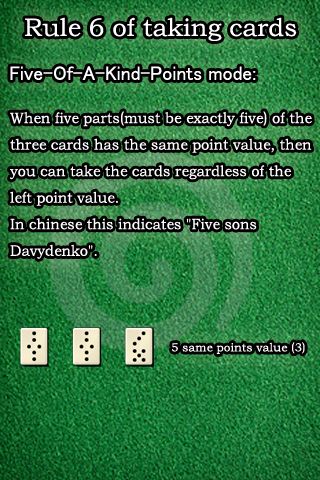 Rule 6 of taking cards
Five-Of-A-Kind-Points mode:
When five parts(must be exactly five) of the
three cards has the same point value, then
you can take the cards regardless of the
left point value.
In chinese this indicates "Five sons
Davydenko".
5 same points value (3)